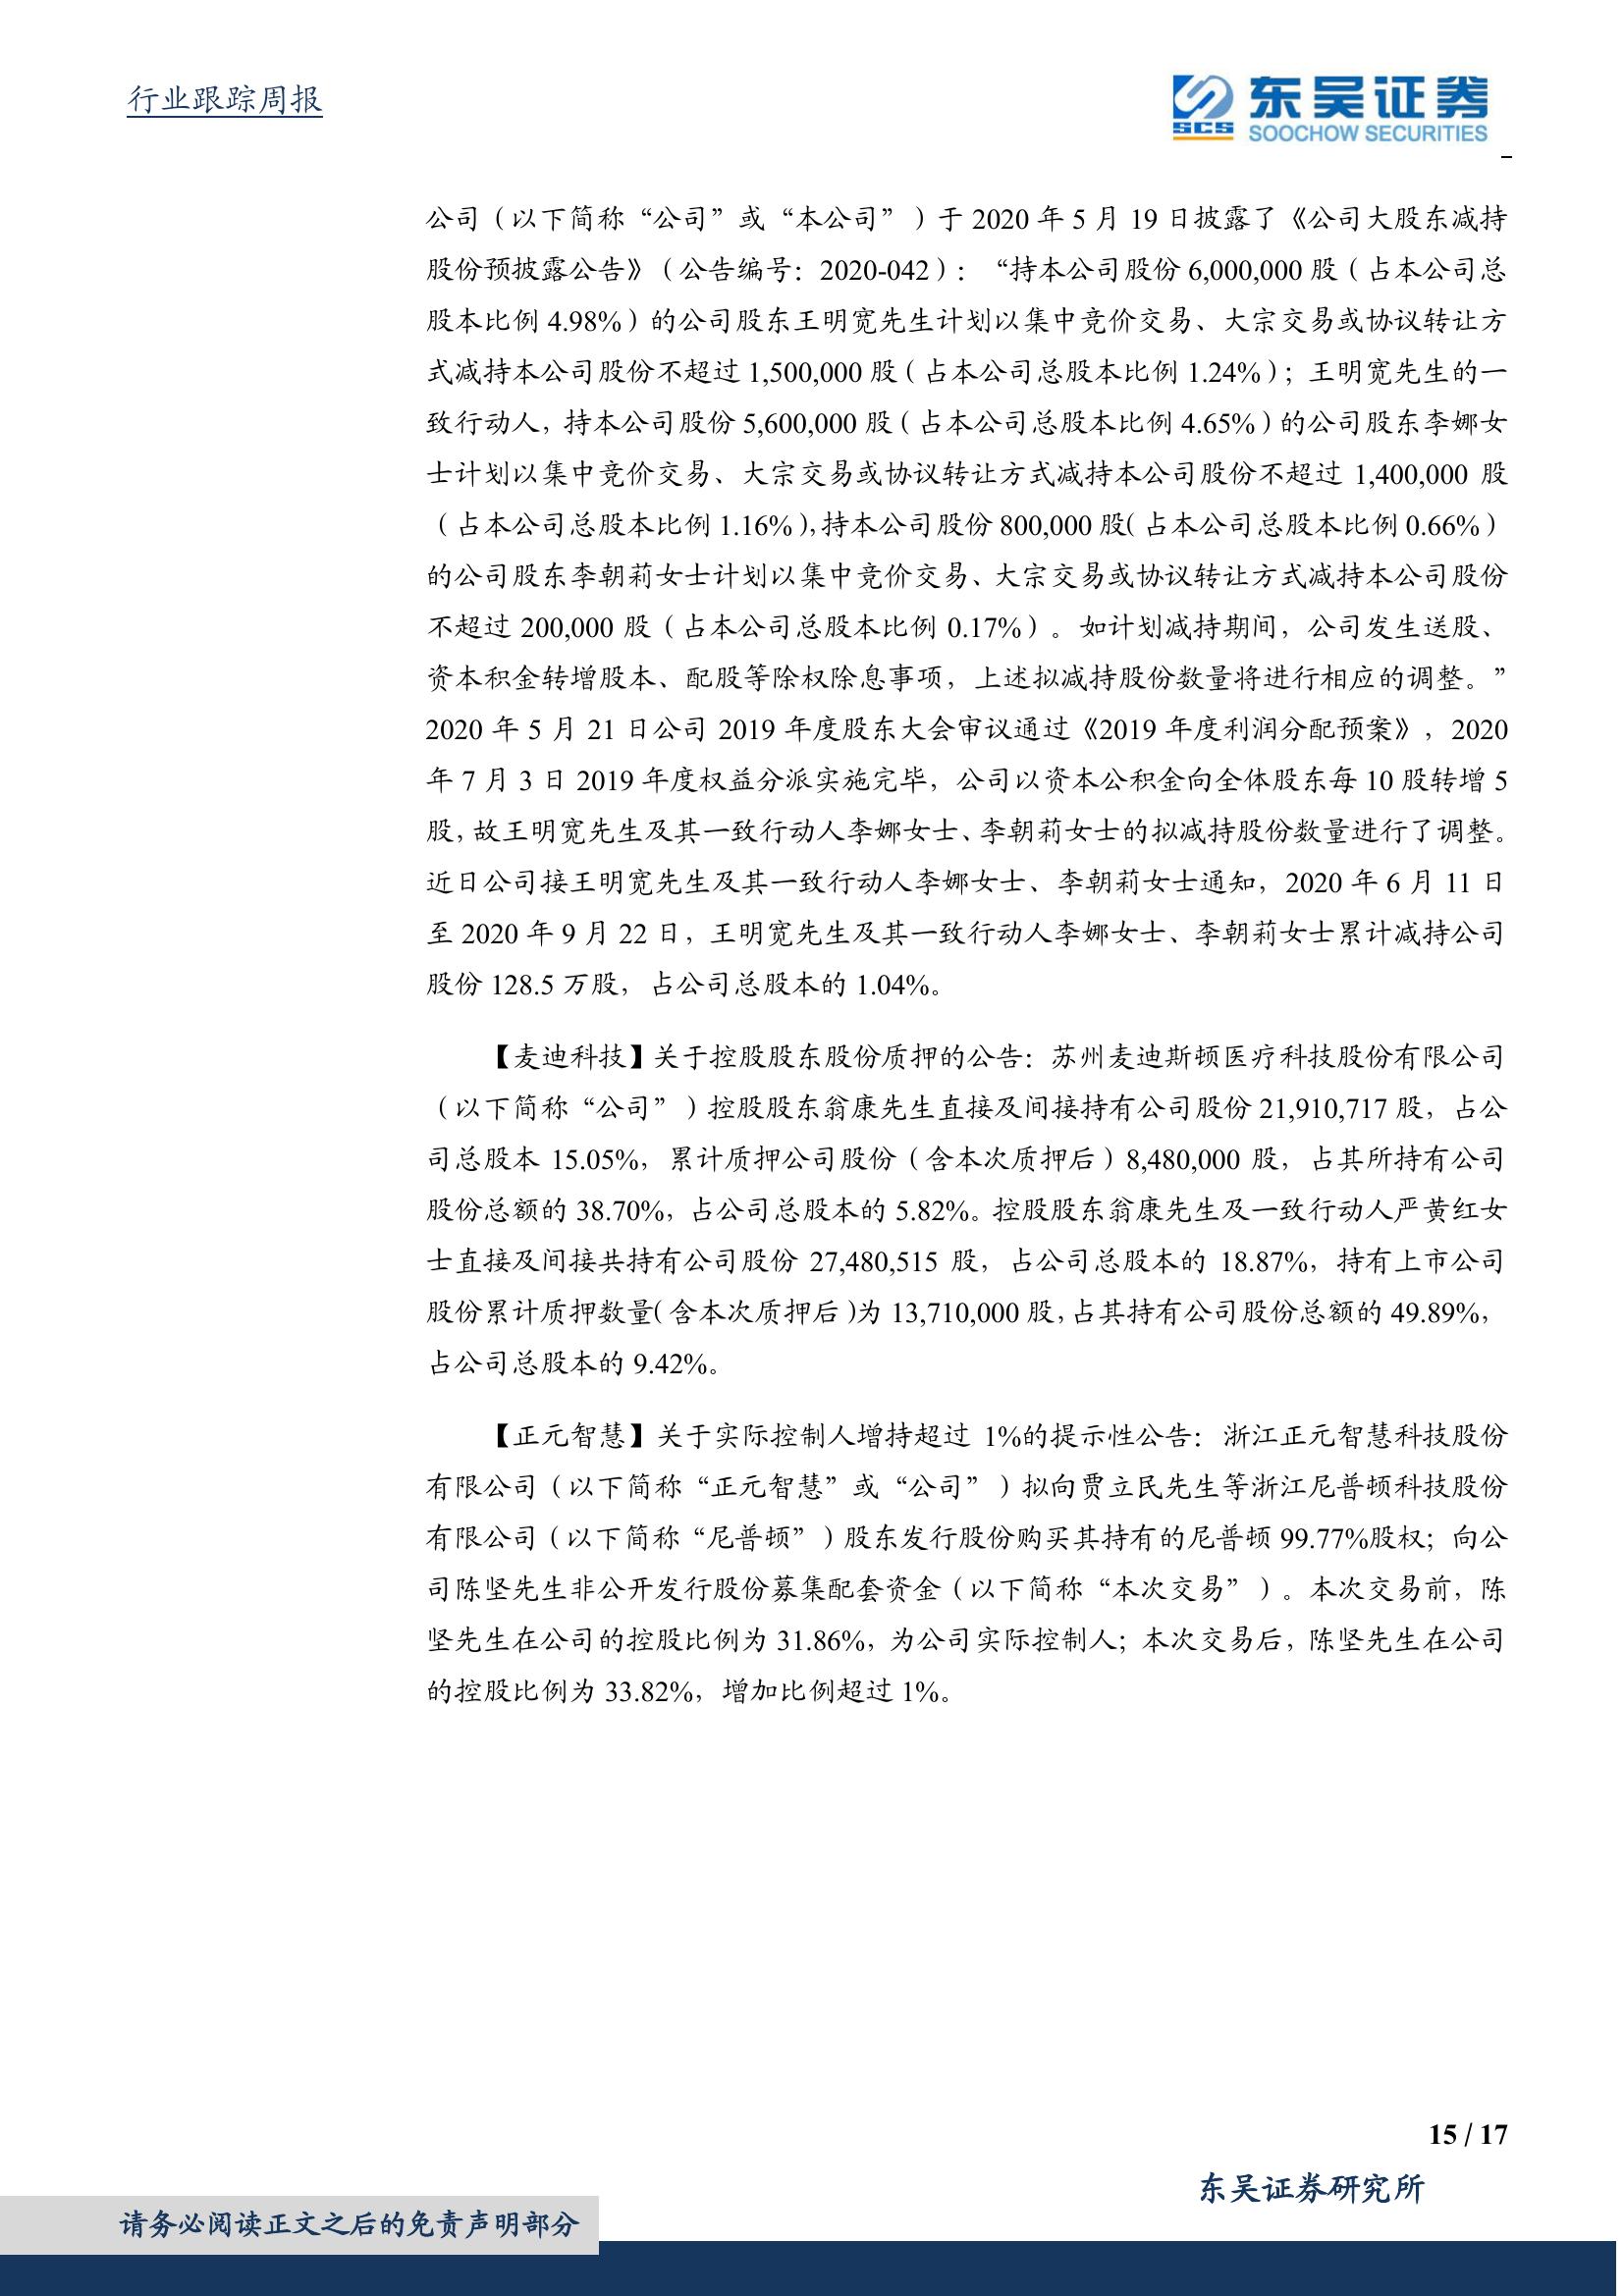 行业跟踪周报
SCS 东吴证券
SOOCHOW SECURITIES
公司（以下简称“公司”或“本公司”）于 2020 年 5 月 19 日披露了《公司大股东减持
股份预披露公告》（公告编号：2020-042）：“持本公司股份 6,000,000 股（占本公司总
股本比例 4.98%）的公司股东王明宽先生计划以集中竞价交易、大宗交易或协议转让方
式减持本公司股份不超过 1,500,000 股（占本公司总股本比例 1.24%）；王明宽先生的一
致行动人，持本公司股份 5,600,000 股（占本公司总股本比例 4.65%）的公司股东李娜女
士计划以集中竞价交易、大宗交易或协议转让方式减持本公司股份不超过 1,400,000 股
（占本公司总股本比例 1.16%），持本公司股份 800,000 股（占本公司总股本比例 0.66%）
的公司股东李朝莉女士计划以集中竞价交易、大宗交易或协议转让方式减持本公司股份
不超过 200,000 股（占本公司总股本比例 0.17%）。如计划减持期间，公司发生送股、
资本积金转增股本、配股等除权除息事项，上述拟减持股份数量将进行相应的调整。”
2020 年 5 月 21 日公司 2019 年度股东大会审议通过《2019 年度利润分配预案》，2020
年 7 月 3 日 2019 年度权益分派实施完毕，公司以资本公积金向全体股东每 10 股转增 5
股，故王明宽先生及其一致行动人李娜女士、李朝莉女士的拟减持股份数量进行了调整。
近日公司接王明宽先生及其一致行动人李娜女士、李朝莉女士通知，2020 年 6 月 11 日
至 2020 年 9 月 22 日，王明宽先生及其一致行动人李娜女士、李朝莉女士累计减持公司
股份 128.5 万股，占公司总股本的 1.04%。
【麦迪科技】关于控股股东股份质押的公告：苏州麦迪斯顿医疗科技股份有限公司
（以下简称“公司”）控股股东翁康先生直接及间接持有公司股份 21,910,717 股，占公
司总股本 15.05%，累计质押公司股份（含本次质押后）8,480,000 股，占其所持有公司
股份总额的 38.70%，占公司总股本的 5.82%。控股股东翁康先生及一致行动人严黄红女
士直接及间接共持有公司股份 27,480,515 股，占公司总股本的 18.87%，持有上市公司
股份累计质押数量（含本次质押后）为 13,710,000 股，占其持有公司股份总额的 49.89%，
占公司总股本的 9.42%。
【正元智慧】关于实际控制人增持超过 1%的提示性公告：浙江正元智慧科技股份
有限公司（以下简称“正元智慧”或“公司”）拟向贾立民先生等浙江尼普顿科技股份
有限公司（以下简称“尼普顿”）股东发行股份购买其持有的尼普顿 99.77%股权；向公
司陈坚先生非公开发行股份募集配套资金（以下简称“本次交易”）。本次交易前，陈
坚先生在公司的控股比例为 31.86%，为公司实际控制人；本次交易后，陈坚先生在公司
的控股比例为 33.82%，增加比例超过 1%。
15 / 17
东吴证券研究所
请务必阅读正文之后的免责声明部分